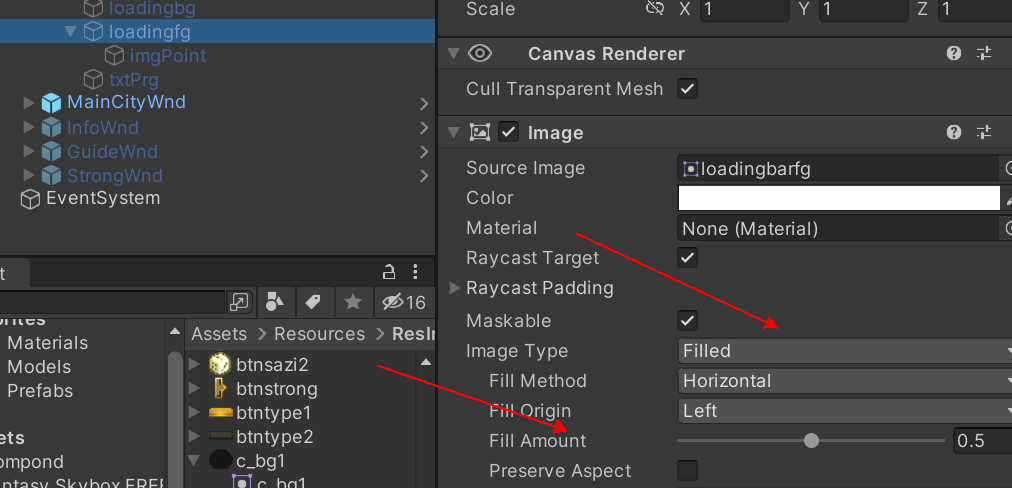 loadingbg
loadingfg
imgPoint
txtPrg
MainCityWnd
InfoWnd
GuideWnd
StrongWnd
EventSystem
t
16
orites
Materials
Models
Prefabs
ets
ompond
antasy Skybox FREE
Assets > Resources > ResIn
btnsazi2
btnstrong
btntype1
btntype2
c_bg1
c_bg1
Scale X 1 Y 1 Z 1
Canvas Renderer
Cull Transparent Mesh
Image
Source Image loadingbarfg
Color
Material None (Material)
Raycast Target
Raycast Padding
Maskable
Image Type Filled
Fill Method Horizontal
Fill Origin Left
Fill Amount 0.5
Preserve Aspect